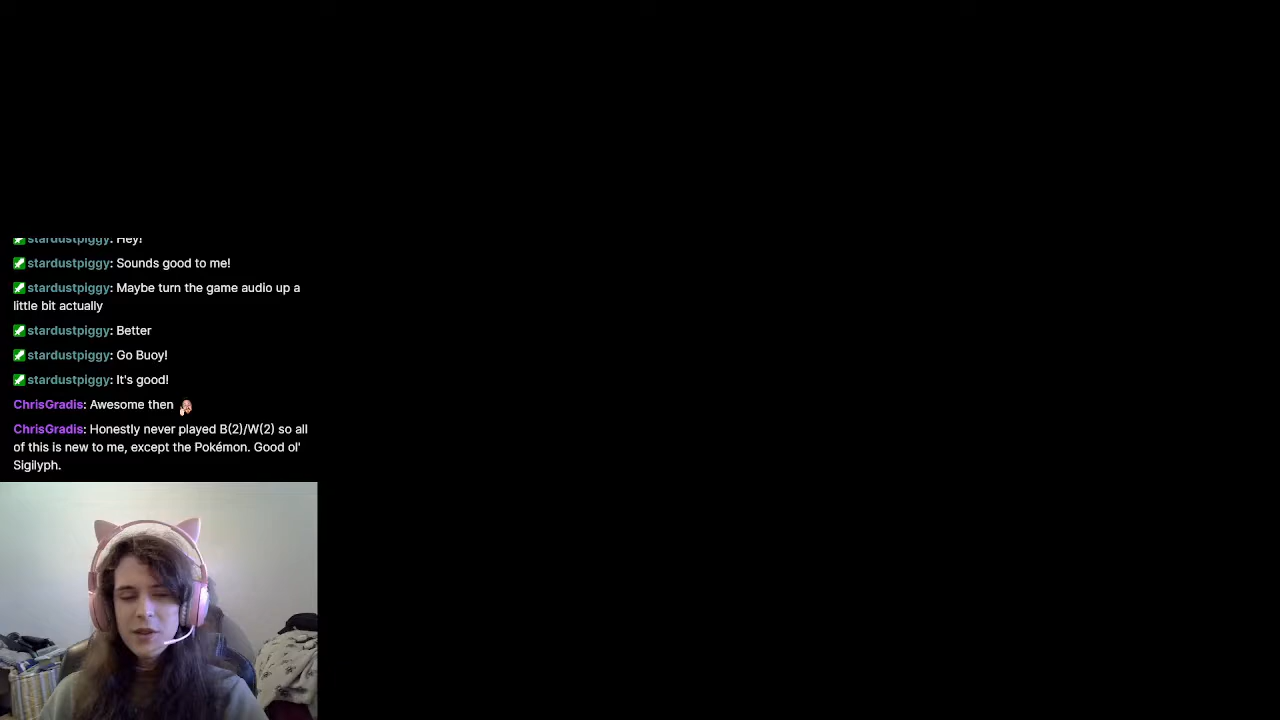 stardustpiggy: Hey!
stardustpiggy: Sounds good to me!
stardustpiggy: Maybe turn the game audio up a
little bit actually
stardustpiggy: Better
stardustpiggy: Go Buoy!
stardustpiggy: It's good!
ChrisGradis: Awesome then
ChrisGradis: Honestly never played B(2)/W(2) so all
of this is new to me, except the Pokémon. Good ol'
Sigilyph.